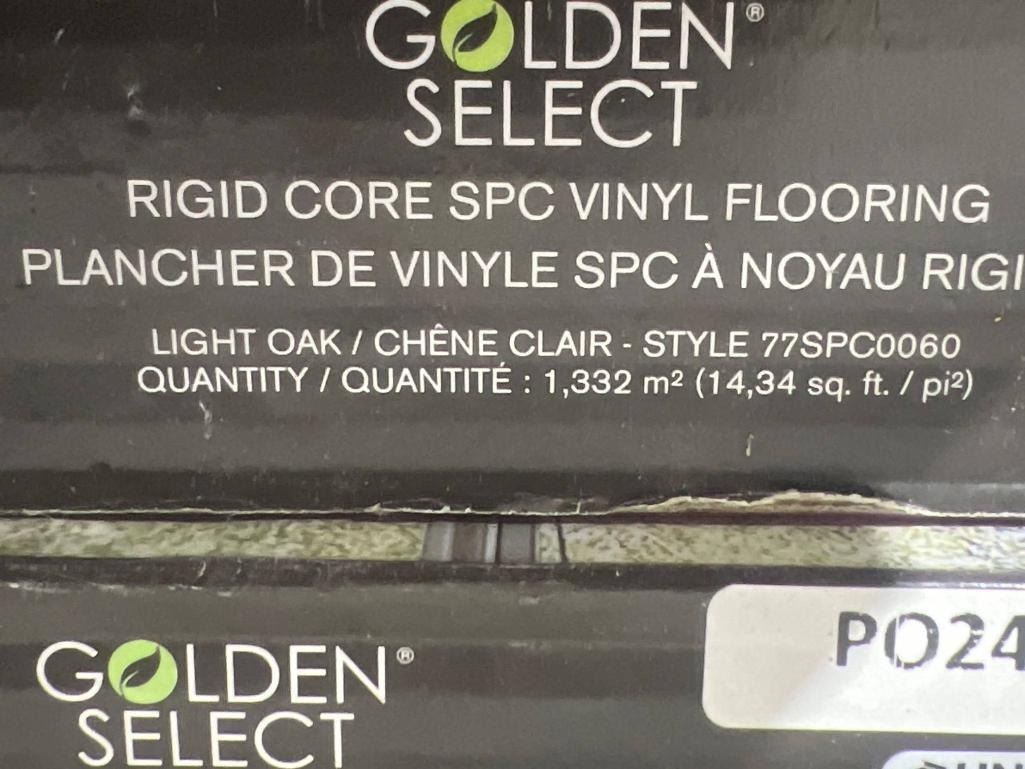 GOLDEN®
SELECT
RIGID CORE SPC VINYL FLOORING
PLANCHER DE VINYLE SPC À NOYAU RIGI
LIGHT OAK / CHÊNE CLAIR - STYLE 77SPC0060
QUANTITY / QUANTITÉ : 1,332 m² (14,34 sq. ft. / pi²)
PO24
GOLDEN®
SELECT